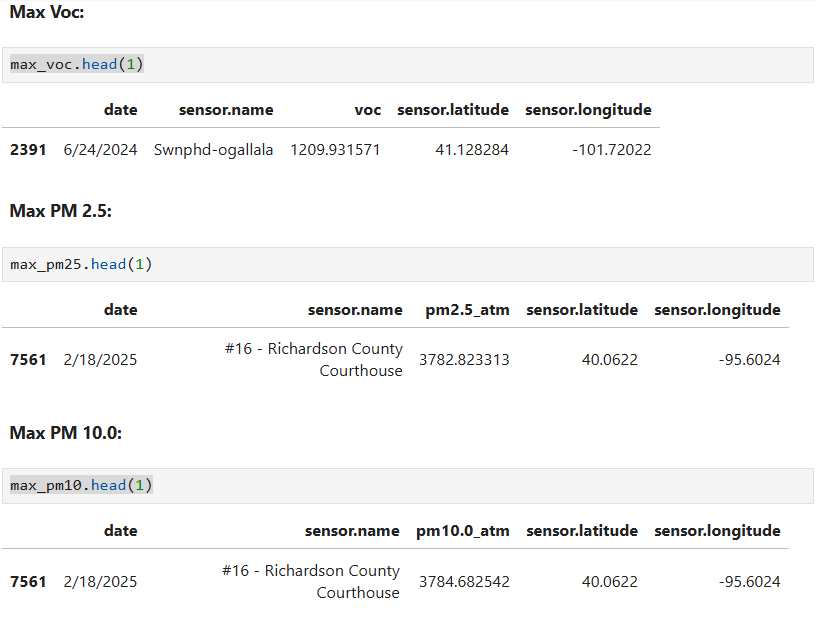 Max Voc:
max_voc.head(1)
date sensor.name voc sensor.latitude sensor.longitude
2391 6/24/2024 Swnphd-ogallala 1209.931571 41.128284 -101.72022
Max PM 2.5:
max_pm25.head(1)
date sensor.name pm2.5_atm sensor.latitude sensor.longitude
7561 2/18/2025 #16 - Richardson County Courthouse 3782.823313 40.0622 -95.6024
Max PM 10.0:
max_pm10.head(1)
date sensor.name pm10.0_atm sensor.latitude sensor.longitude
7561 2/18/2025 #16 - Richardson County Courthouse 3784.682542 40.0622 -95.6024